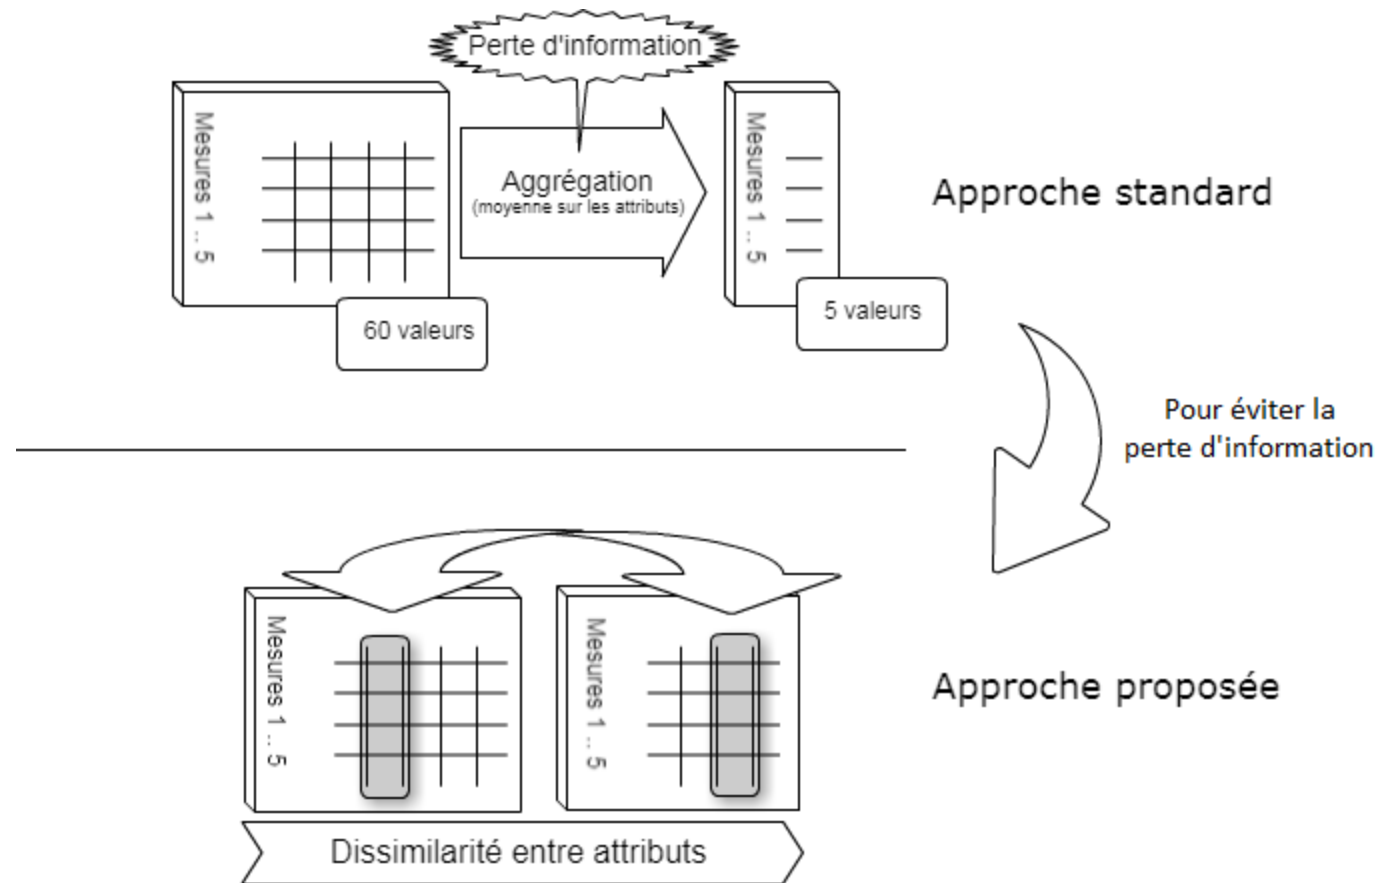 Perte d'information
Mesures 1 .. 5
Aggrégation
(moyenne sur les attributs)
Mesures 1 .. 5
Approche standard
60 valeurs
5 valeurs
Pour éviter la
perte d'information
Mesures 1 .. 5
Mesures 1 .. 5
Approche proposée
Dissimilarité entre attributs